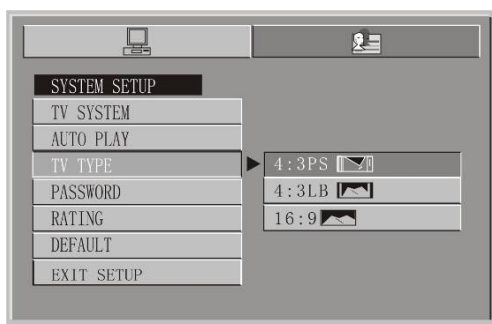 SYSTEM SETUP
TV SYSTEM
AUTO PLAY
TV TYPE
4:3PS
PASSWORD
4:3LB
RATING
16:9
DEFAULT
EXIT SETUP